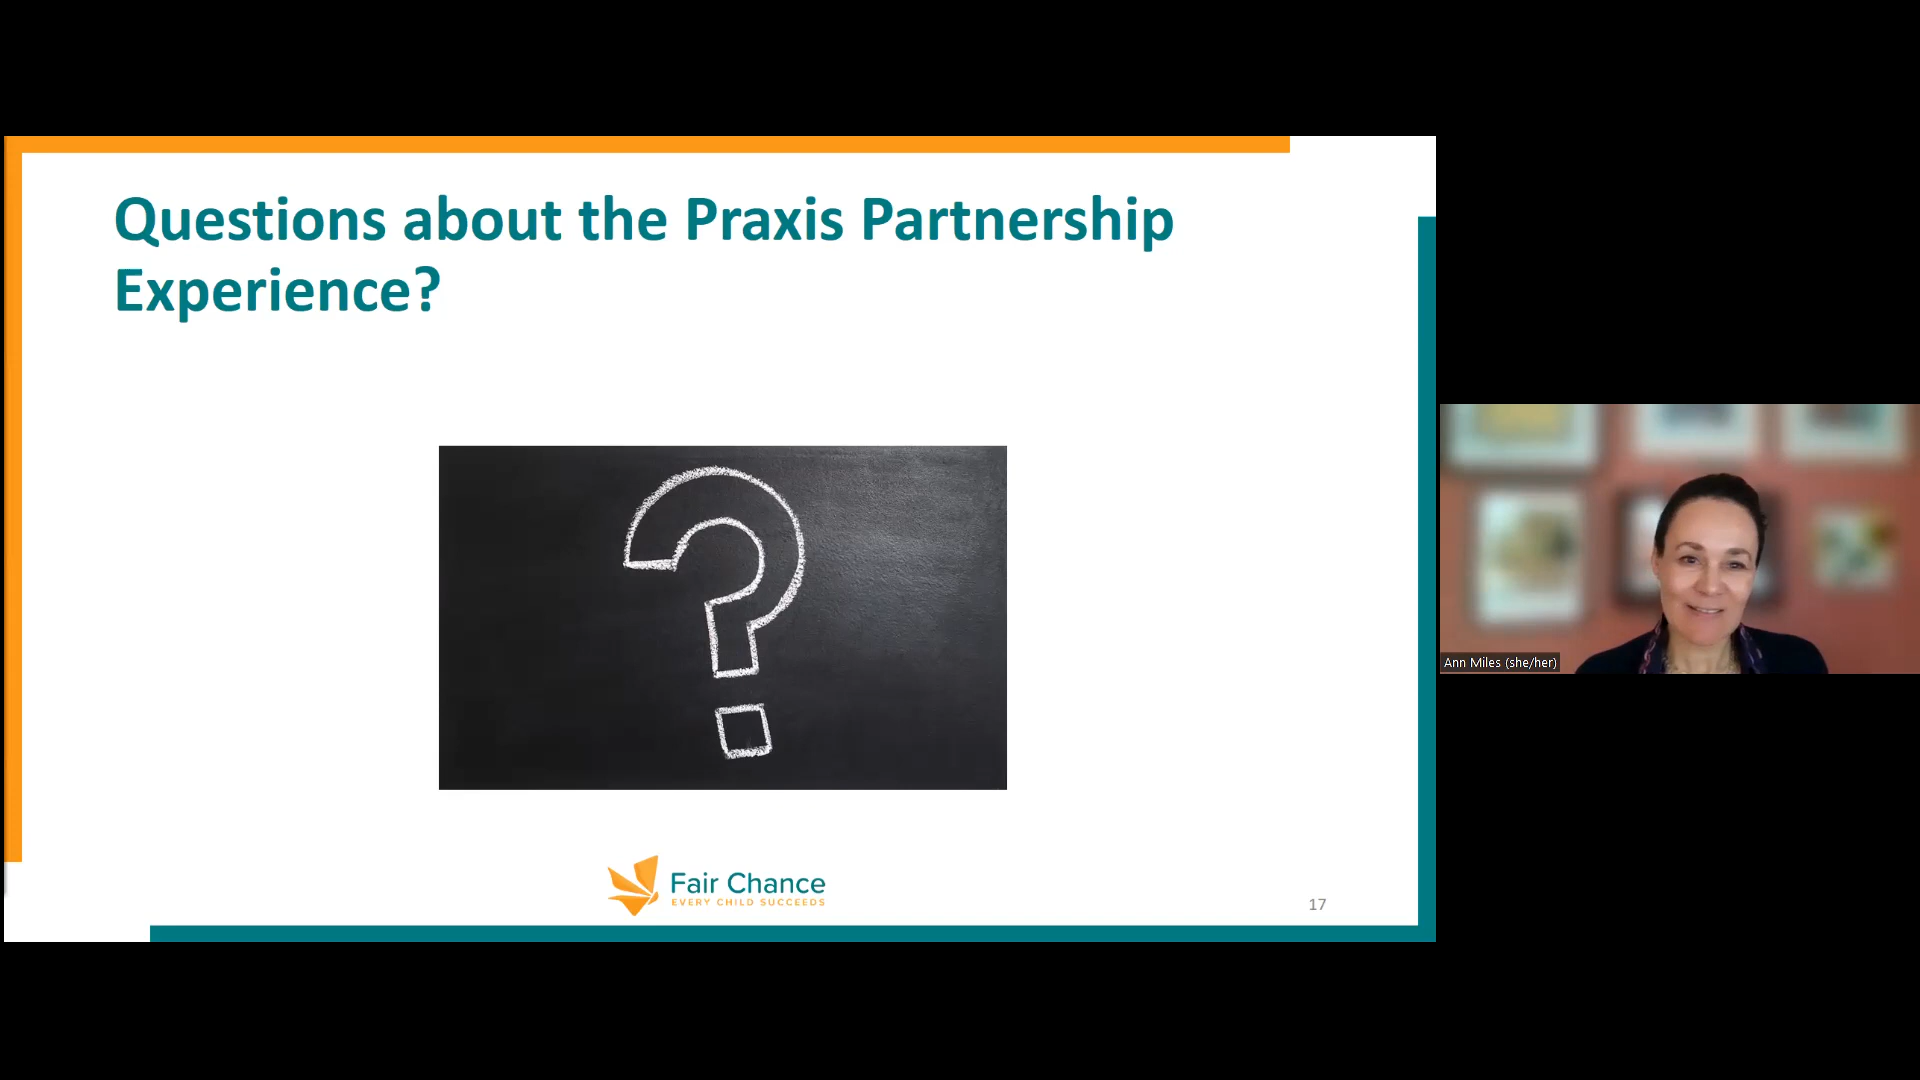 Questions about the Praxis Partnership
Experience?
?
Fair Chance
EVERY CHILD SUCCEEDS
17
Ann Miles (she/her)